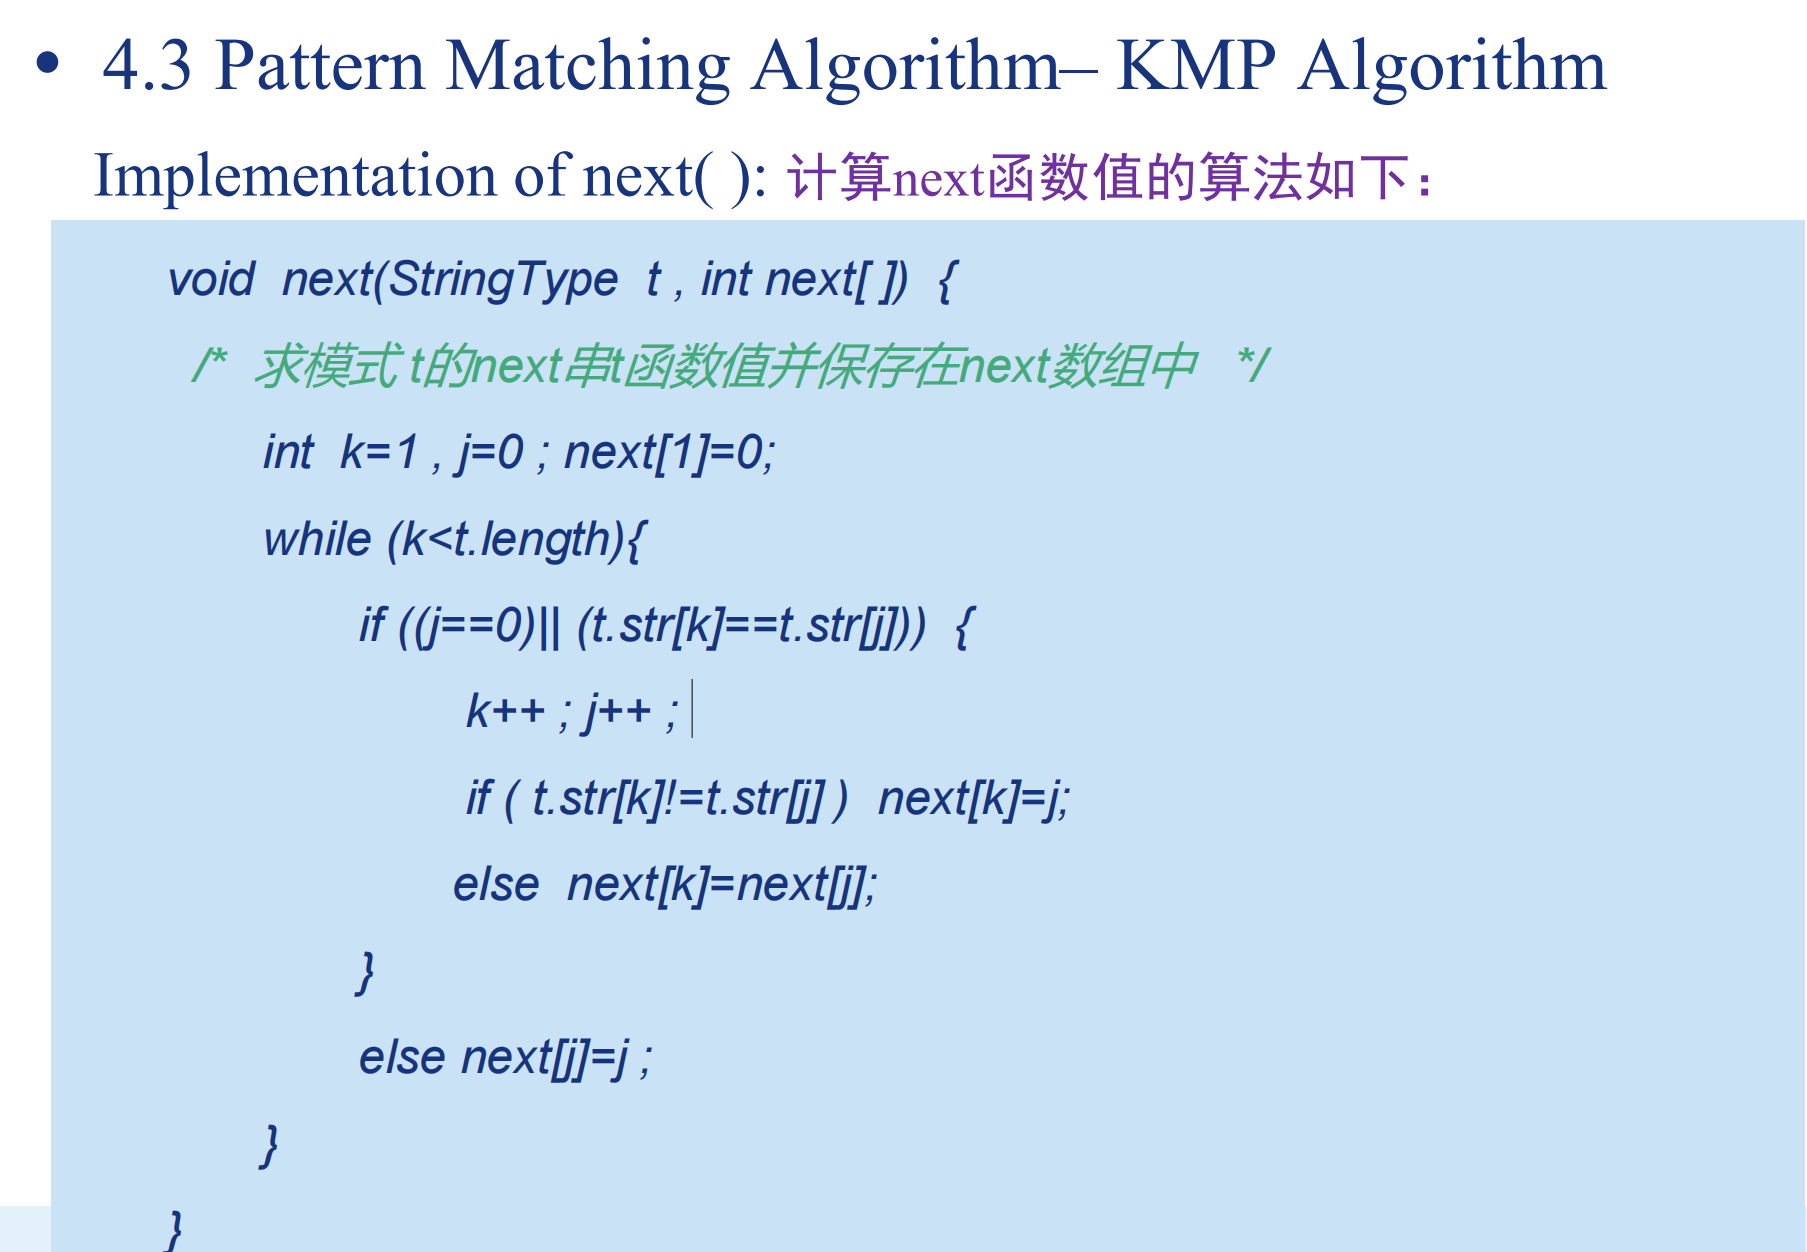 • 4.3 Pattern Matching Algorithm– KMP Algorithm
Implementation of next( ): 计算next函数值的算法如下：
void next(StringType t , int next[ ]) {
/* 求模式 t的next串t函数值并保存在next数组中 */
int k=1 , j=0 ; next[1]=0;
while (k<t.length){
if ((j==0)|| (t.str[k]==t.str[j])) {
k++ ; j++ ;
if ( t.str[k]!=t.str[j] ) next[k]=j;
else next[k]=next[j];
}
else next[j]=j ;
}
}